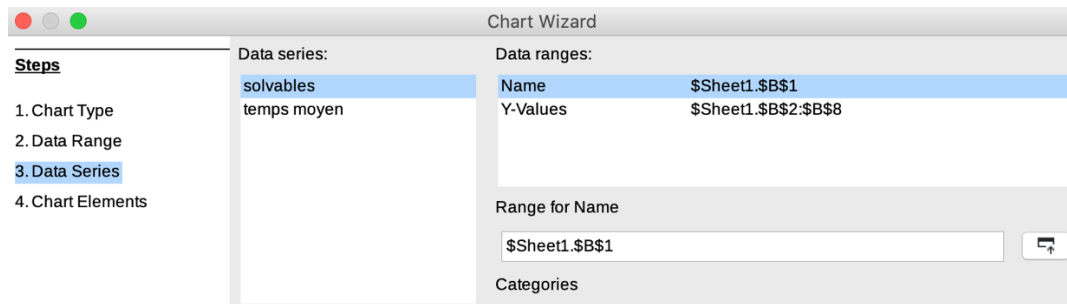 Chart Wizard
Steps
1. Chart Type
2. Data Range
3. Data Series
4. Chart Elements
Data series:
solvables
temps moyen
Data ranges:
Name $Sheet1.$B$1
Y-Values $Sheet1.$B$2:$B$8
Range for Name
$Sheet1.$B$1
Categories